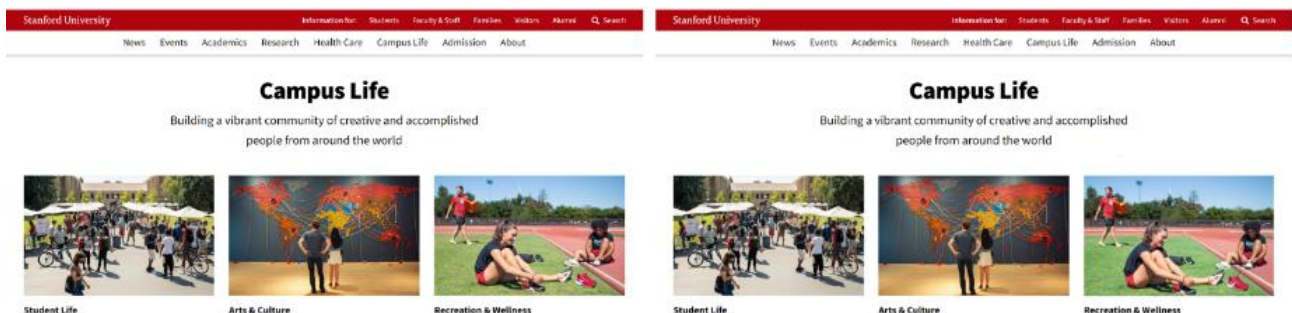 Stanford University
Information for: Students Faculty & Staff Families Visitors Alumni Search
News Events Academics Research Health Care Campus Life Admission About
Campus Life
Building a vibrant community of creative and accomplished
people from around the world
Student Life Arts & Culture Recreation & Wellness
Stanford University
Information for: Students Faculty & Staff Families Visitors Alumni Search
News Events Academics Research Health Care Campus Life Admission About
Campus Life
Building a vibrant community of creative and accomplished
people from around the world
Student Life Arts & Culture Recreation & Wellness